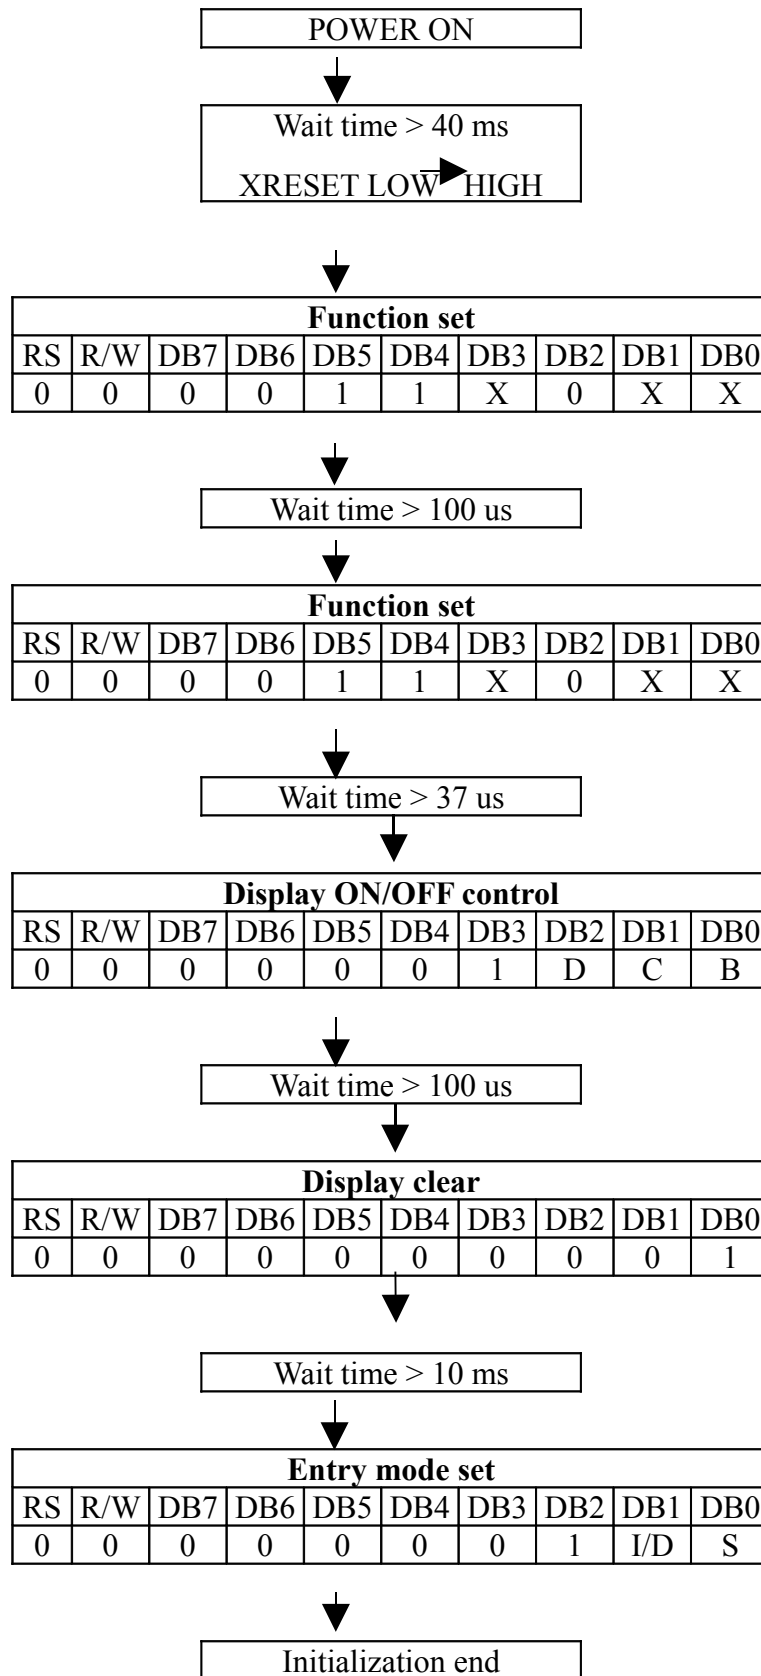 POWER ON
Wait time > 40 ms
XRESET LOW HIGH
Function set
RS R/W DB7 DB6 DB5 DB4 DB3 DB2 DB1 DB0
0 0 0 0 1 1 X 0 X X
Wait time > 100 us
Function set
RS R/W DB7 DB6 DB5 DB4 DB3 DB2 DB1 DB0
0 0 0 0 1 1 X 0 X X
Wait time > 37 us
Display ON/OFF control
RS R/W DB7 DB6 DB5 DB4 DB3 DB2 DB1 DB0
0 0 0 0 0 0 1 D C B
Wait time > 100 us
Display clear
RS R/W DB7 DB6 DB5 DB4 DB3 DB2 DB1 DB0
0 0 0 0 0 0 0 0 0 1
Wait time > 10 ms
Entry mode set
RS R/W DB7 DB6 DB5 DB4 DB3 DB2 DB1 DB0
0 0 0 0 0 0 0 1 I/D S
Initialization end